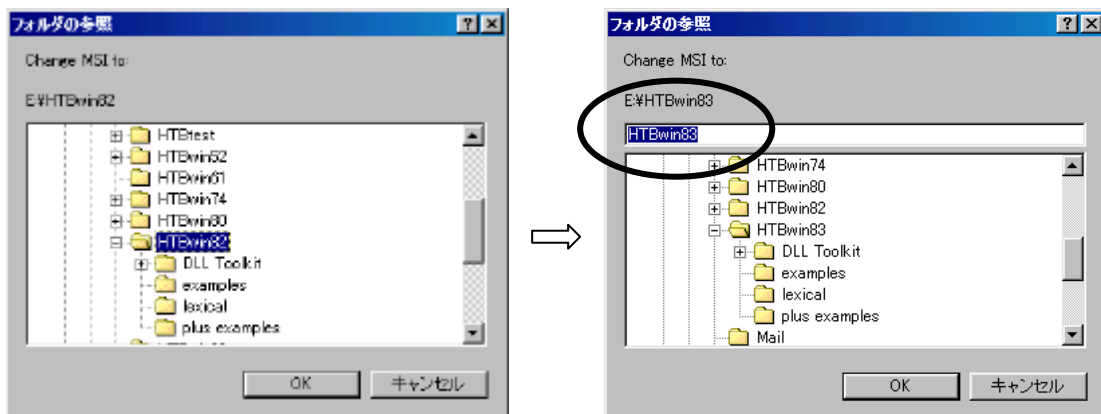 フォルダの参照
Change MSI to:
E:¥HTBwin82
HTBtest
HTBwin52
HTBwin61
HTBwin74
HTBwin80
HTBwin82
DLL Toolkit
examples
lexical
plus examples
OK
キャンセル
フォルダの参照
Change MSI to:
E:¥HTBwin83
HTBwin83
HTBwin74
HTBwin80
HTBwin82
HTBwin83
DLL Toolkit
examples
lexical
plus examples
Mail
OK
キャンセル